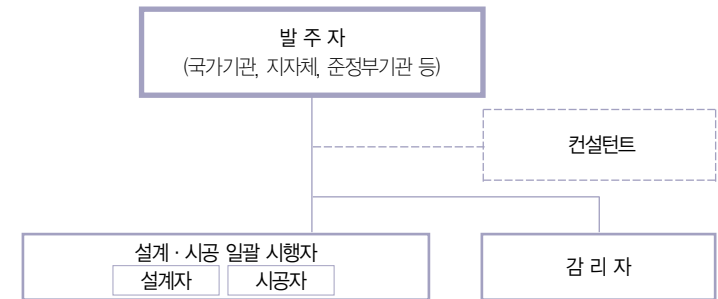 발 주 자
(국가기관, 지자체, 준정부기관 등)
컨설턴트
설계 · 시공 일괄 시행자
설계자 시공자
감 리 자